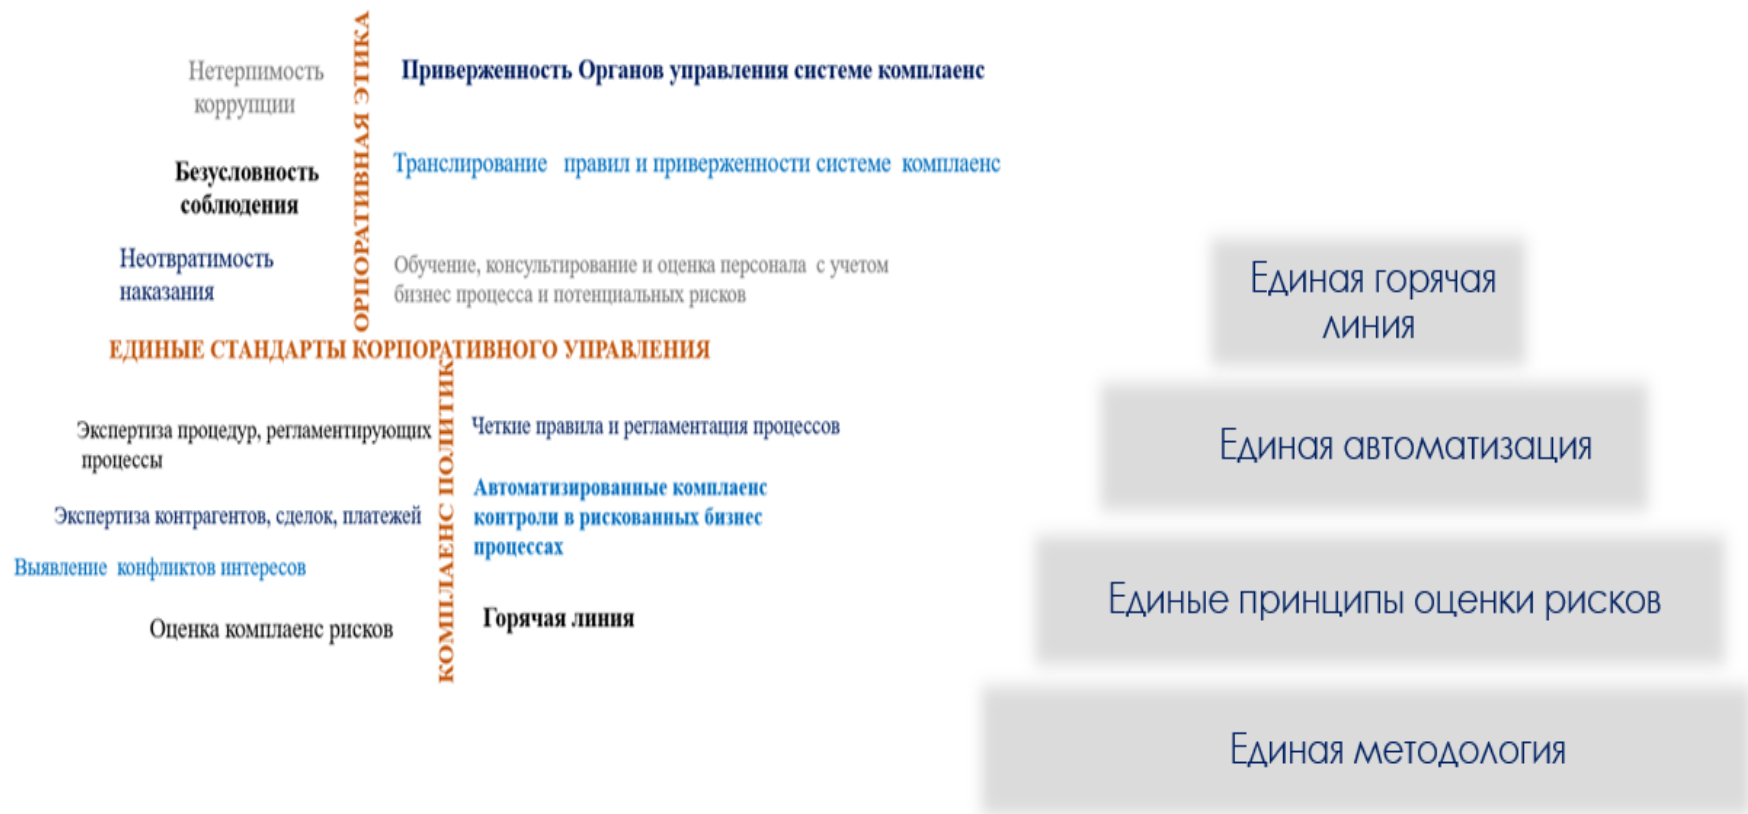 Нетерпимость
коррупции
Безусловность
соблюдения
Неотвратимость
наказания
ОРПОРАТИВНАЯ ЭТИКА
Приверженность Органов управления системе комплаенс
Транслирование правил и приверженности системе комплаенс
Обучение, консультирование и оценка персонала с учетом
бизнес процесса и потенциальных рисков
ЕДИНЫЕ СТАНДАРТЫ КОРПОРАТИВНОГО УПРАВЛЕНИЯ
Экспертиза процедур, регламентирующих
процессы
Экспертиза контрагентов, сделок, платежей
Выявление конфликтов интересов
Оценка комплаенс рисков
КОМПЛАЕНС ПОЛИТИК
Четкие правила и регламентация процессов
Автоматизированные комплаенс
контроли в рискованных бизнес
процессах
Горячая линия
Единая горячая
линия
Единая автоматизация
Единые принципы оценки рисков
Единая методология